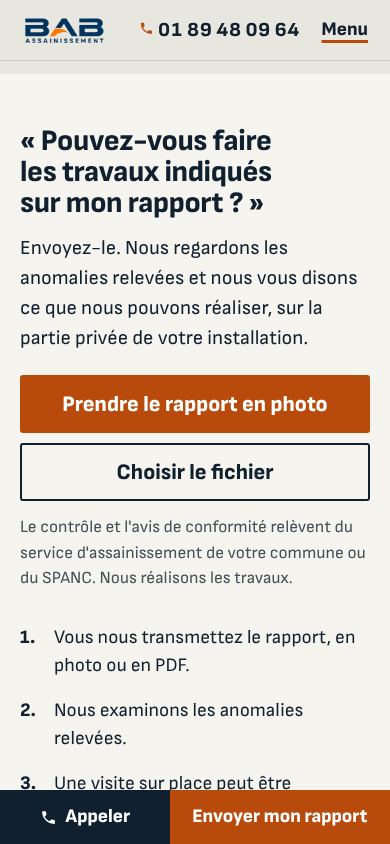 BAB
ASSAINISSEMENT
01 89 48 09 64
Menu
« Pouvez-vous faire
les travaux indiqués
sur mon rapport ? »
Envoyez-le. Nous regardons les
anomalies relevées et nous vous disons
ce que nous pouvons réaliser, sur la
partie privée de votre installation.
Prendre le rapport en photo
Choisir le fichier
Le contrôle et l'avis de conformité relèvent du
service d'assainissement de votre commune ou
du SPANC. Nous réalisons les travaux.
1. Vous nous transmettez le rapport, en
photo ou en PDF.
2. Nous examinons les anomalies
relevées.
3. Une visite sur place peut être
Appeler
Envoyer mon rapport